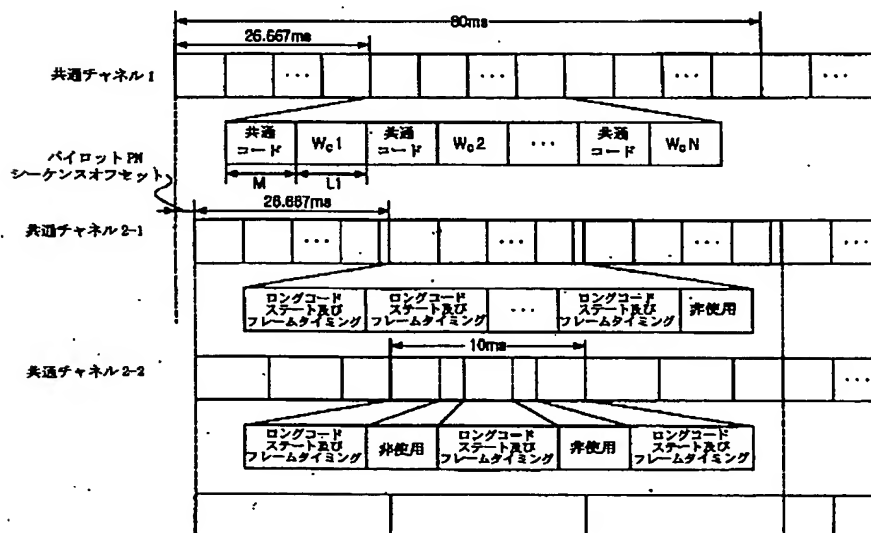 80ms
26.667ms
共通チャネル1
...
...
...
...
共通
コード
Wc1
共通
コード
Wc2
...
共通
コード
WcN
M
L1
パイロットPN
シーケンスオフセット
26.667ms
共通チャネル2-1
...
...
...
...
ロングコード
ステート及び
フレームタイミング
ロングコード
ステート及び
フレームタイミング
...
ロングコード
ステート及び
フレームタイミング
非使用
10ms
共通チャネル2-2
...
ロングコード
ステート及び
フレームタイミング
非使用
ロングコード
ステート及び
フレームタイミング
非使用
ロングコード
ステート及び
フレームタイミング